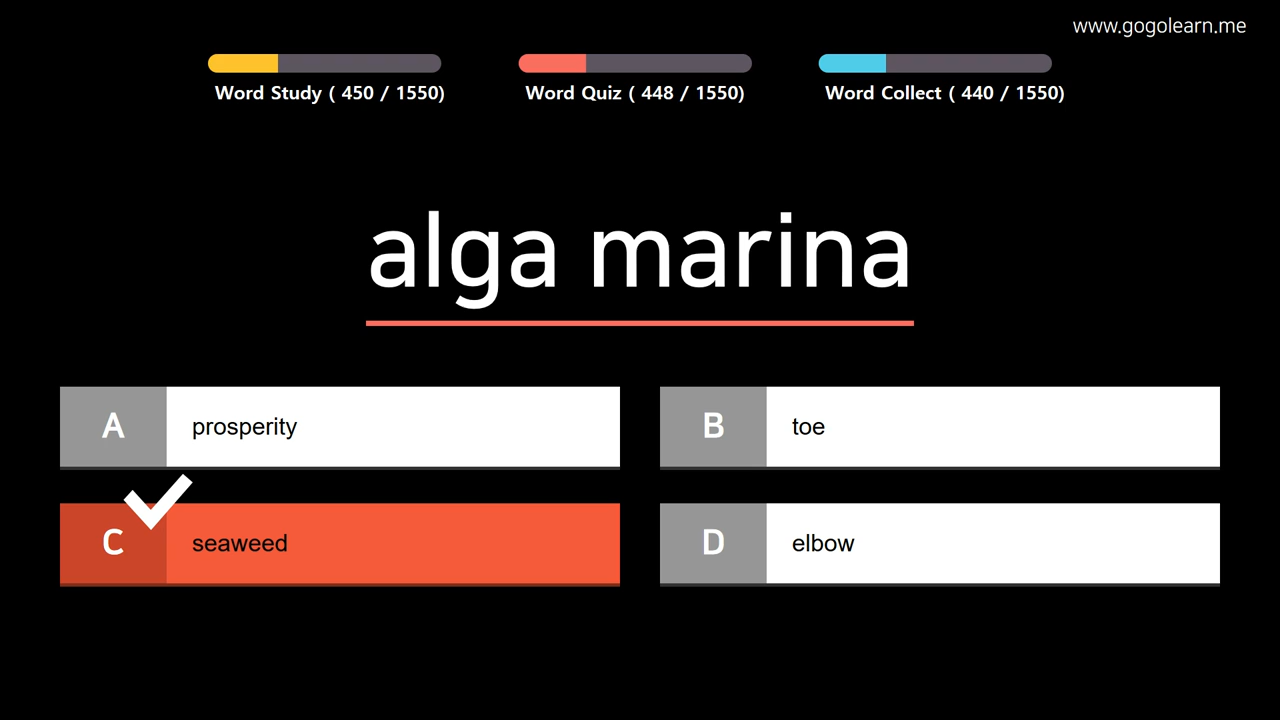 www.gogolearn.me
Word Study ( 450 / 1550)
Word Quiz ( 448 / 1550)
Word Collect ( 440 / 1550)
alga marina
A prosperity
B toe
C seaweed
D elbow